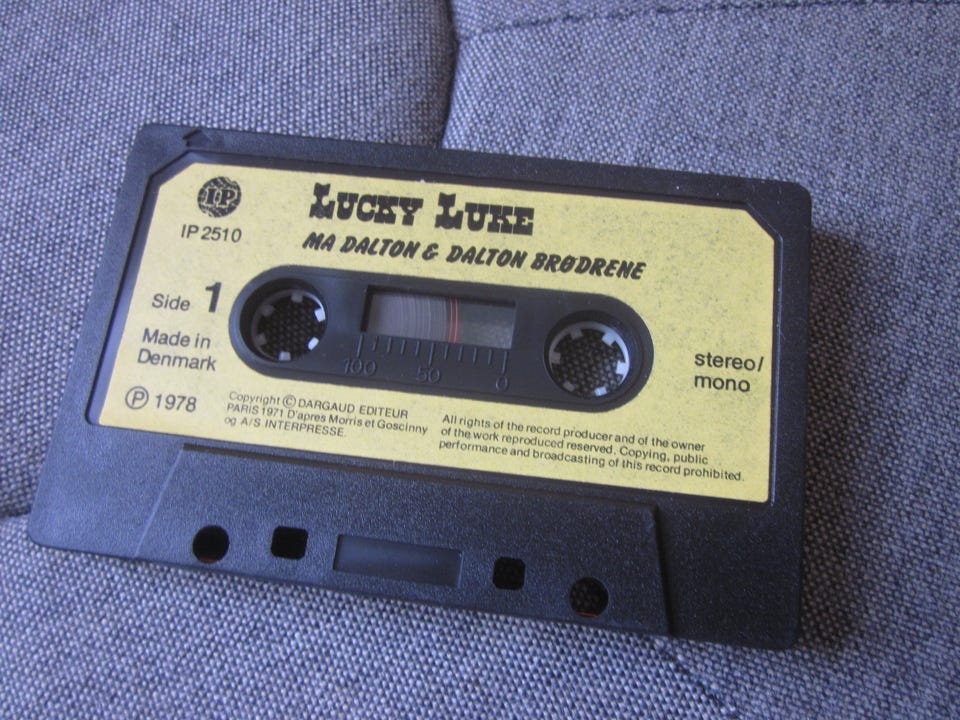 IP
IP 2510
LUCKY LUKE
MA DALTON & DALTON BRØDRENE
Side 1
Made in
Denmark
Ⓟ 1978
100 50 0
stereo/
mono
Copyright © DARGAUD EDITEUR
PARIS 1971 D'apres Morris et Goscinny
og A/S INTERPRESSE.
All rights of the record producer and of the owner
of the work reproduced reserved. Copying, public
performance and broadcasting of this record prohibited.